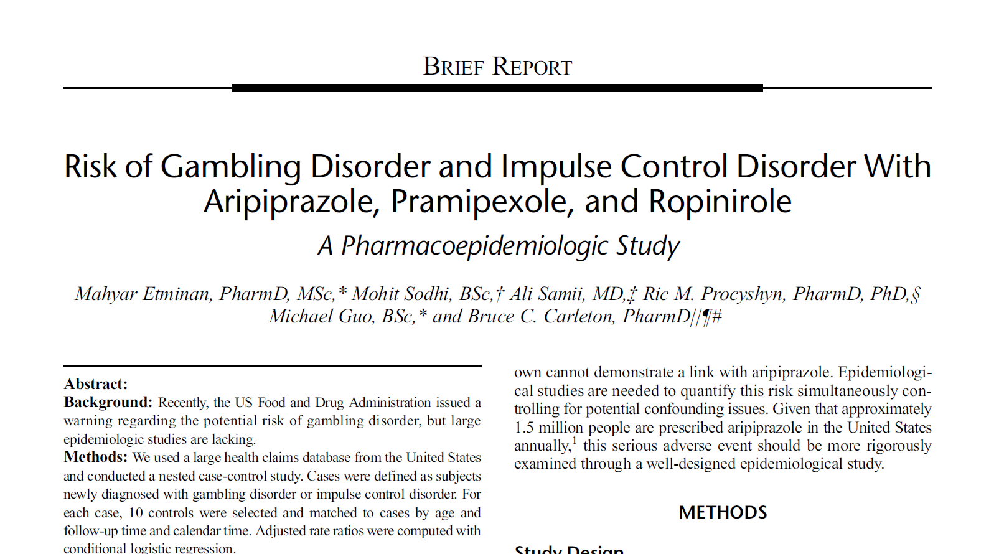 BRIEF REPORT
Risk of Gambling Disorder and Impulse Control Disorder With
Aripiprazole, Pramipexole, and Ropinirole
A Pharmacoepidemiologic Study
Mahyar Etminan, PharmD, MSc,* Mohit Sodhi, BSc,† Ali Samii, MD,‡ Ric M. Procyshyn, PharmD, PhD,§
Michael Guo, BSc,* and Bruce C. Carleton, PharmD//¶#
Abstract:
Background: Recently, the US Food and Drug Administration issued a
warning regarding the potential risk of gambling disorder, but large
epidemiologic studies are lacking.
Methods: We used a large health claims database from the United States
and conducted a nested case-control study. Cases were defined as subjects
newly diagnosed with gambling disorder or impulse control disorder. For
each case, 10 controls were selected and matched to cases by age and
follow-up time and calendar time. Adjusted rate ratios were computed with
conditional logistic regression.
own cannot demonstrate a link with aripiprazole. Epidemiologi-
cal studies are needed to quantify this risk simultaneously con-
trolling for potential confounding issues. Given that approximately
1.5 million people are prescribed aripiprazole in the United States
annually,1 this serious adverse event should be more rigorously
examined through a well-designed epidemiological study.
METHODS
Study Design